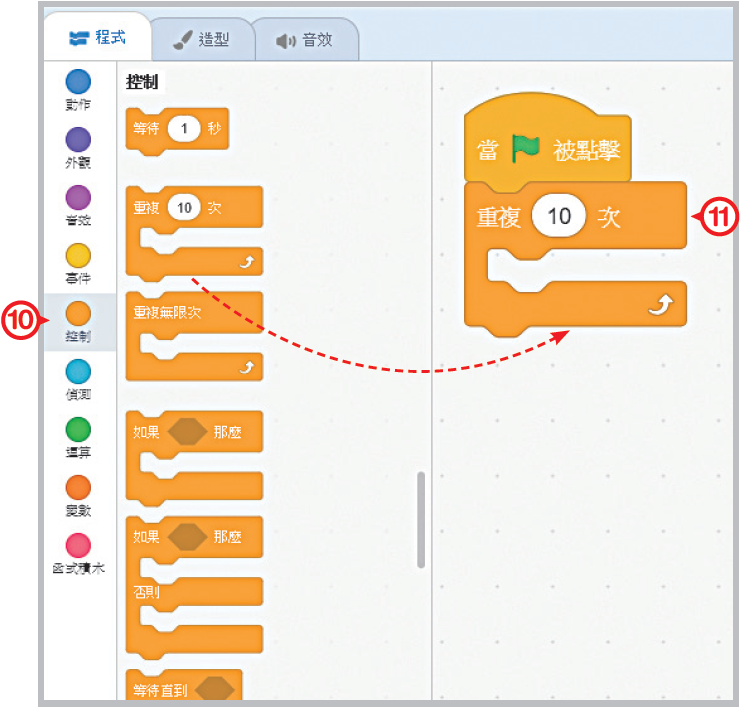 程式 造型 音效
動作
外觀
音效
事件
控制
偵測
運算
變數
函式積木
控制
等待 1 秒
重複 10 次
重複無限次
如果 那麼
如果 那麼
否則
等待直到
當 被點擊
重複 10 次
10
11